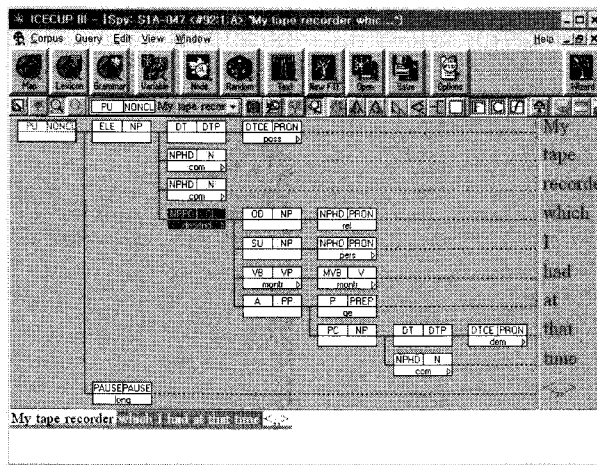 ICECUP III - [Spy: S1A-047 <#92:1:A> "My tape recorder whic..."]
Corpus Query Edit View Window Help
Map Lexicon Grammar Variable Node Random Text New FTF Open Save Options Wizard
PU NONCL My tape recor
PU NONCL ELE NP DT DTP DTCE PRON My
poss
NPHD N tape
com
NPHD N recorde
com
OD NP NPHD PRON which
rel
SU NP NPHD PRON I
pers
VB VP MVB V had
montr montr
A PP P PREP at
ge
PC NP DT DTP DTCE PRON that
dem
NPHD N time
com
PAUSE PAUSE <,,>
long
My tape recorder which I had at that time <,,>